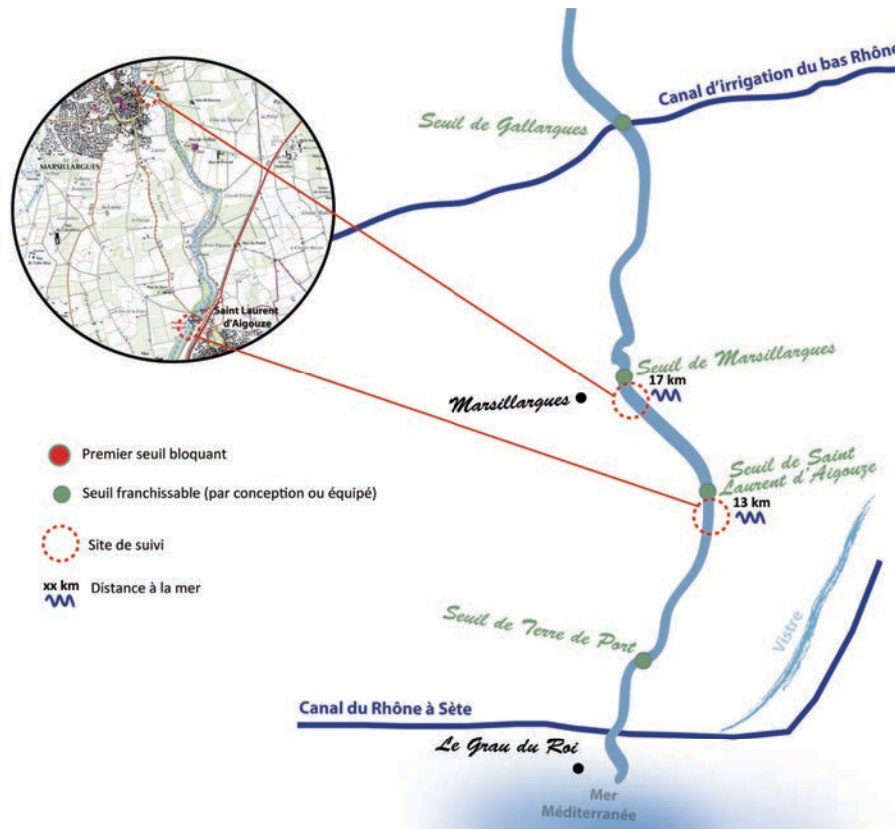 Canal d'irrigation du bas Rhône
Seuil de Gallargues
MARSILLARGUES
Saint Laurent
d'Aigouze
Seuil de Marsillargues
17 km
Marsillargues
Premier seuil bloquant
Seuil franchissable (par conception ou équipé)
Site de suivi
xx km Distance à la mer
Seuil de Saint
Laurent d'Aigouze
13 km
Vistre
Seuil de Terre de Port
Canal du Rhône à Sète
Le Grau du Roi
Mer
Méditerranée